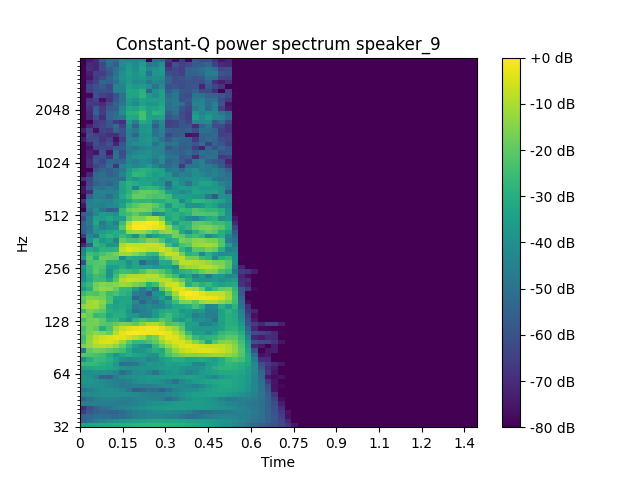 Constant-Q power spectrum speaker_9
Hz
2048
1024
512
256
128
64
32
0 0.15 0.3 0.45 0.6 0.75 0.9 1.1 1.2 1.4
Time
+0 dB
-10 dB
-20 dB
-30 dB
-40 dB
-50 dB
-60 dB
-70 dB
-80 dB